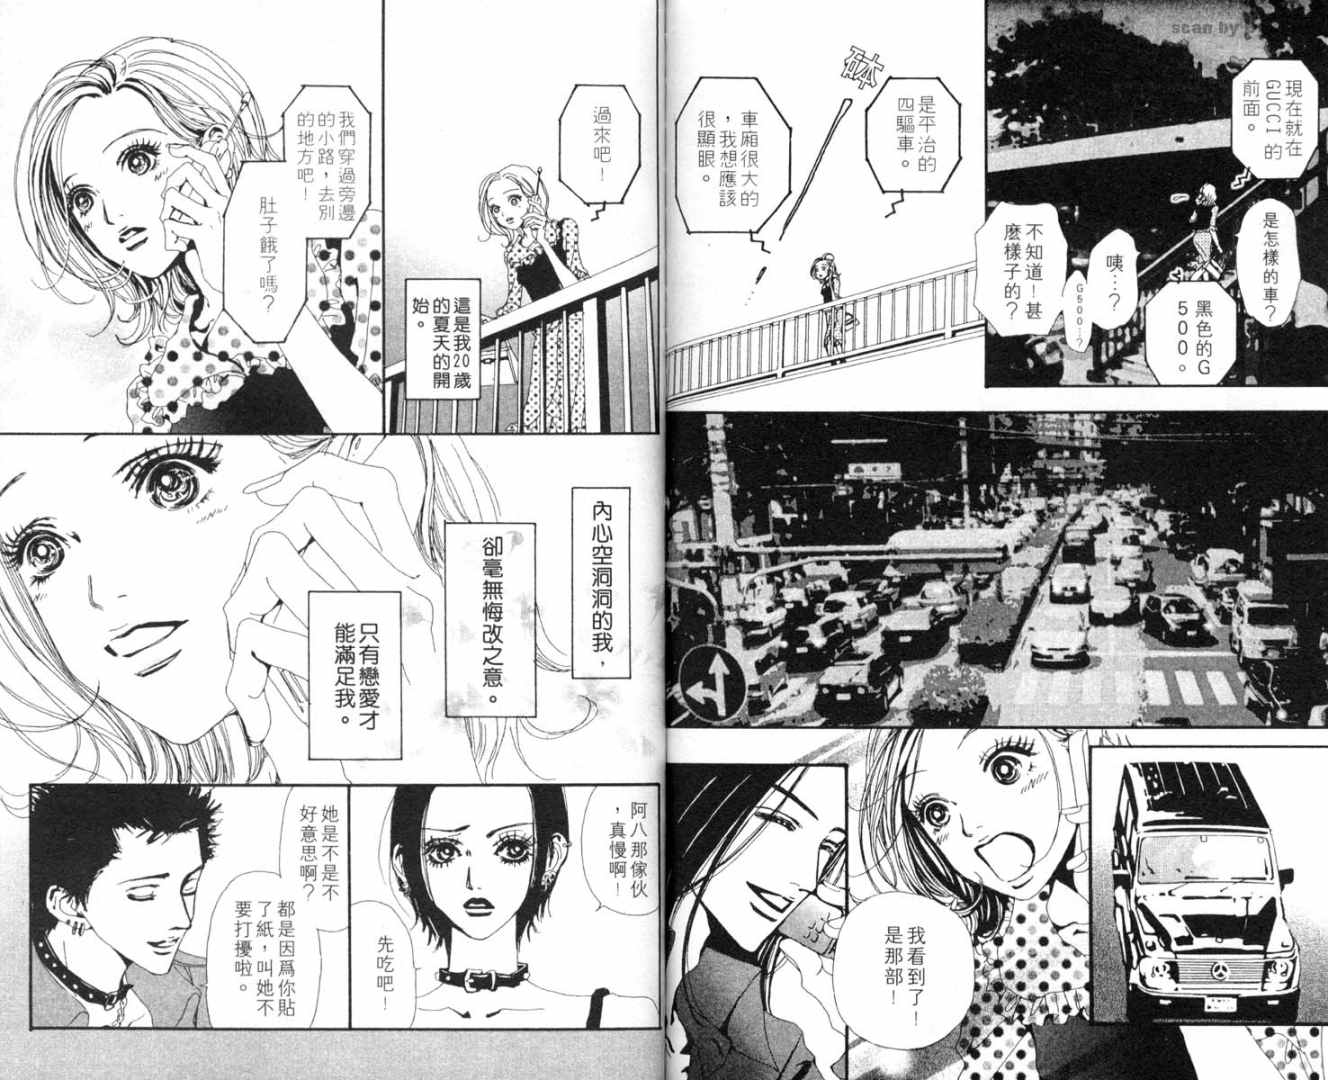 scan by
現在就在
GUCCI的
前面。
是怎樣的車?
黑色的G
500。
咦…?
G500…?
不知道!甚
麼樣子的?
砵
是平治的
四驅車。
車廂很大的
,我想應該
很顯眼。
我看到了!
是那部!
過來吧!
這是我20歲
的夏天的開
始。
我們穿過旁邊
的小路,去別
的地方吧!
肚子餓了嗎?
內心空洞洞的我,
卻毫無悔改之意。
只有戀愛才
能滿足我。
阿八那傢伙
,真慢啊!
先吃吧!
她是不是不
好意思啊?
都是因爲你貼
了紙,叫她不
要打擾啦。